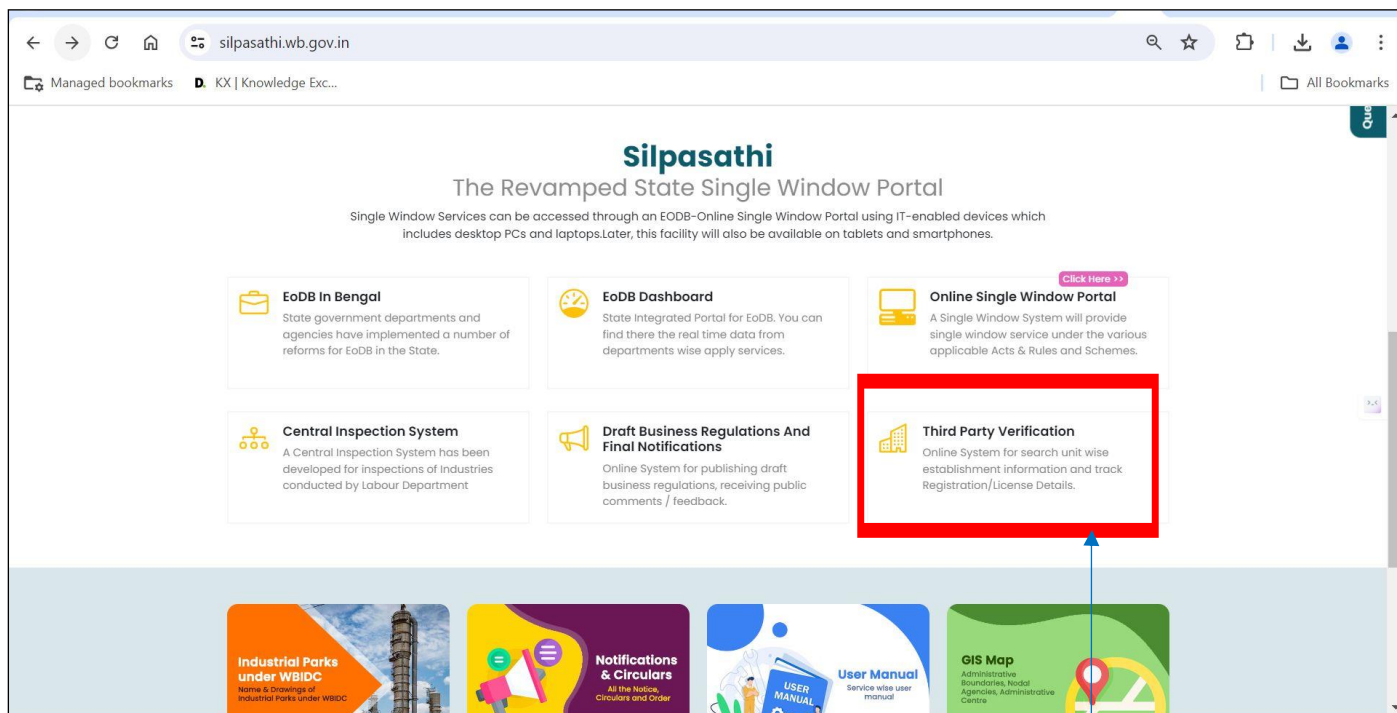 silpasathi.wb.gov.in
Managed bookmarks
D. KX | Knowledge Exc...
All Bookmarks
Que
Silpasathi
The Revamped State Single Window Portal
Single Window Services can be accessed through an EODB-Online Single Window Portal using IT-enabled devices which
includes desktop PCs and laptops.Later, this facility will also be available on tablets and smartphones.
EoDB In Bengal
State government departments and
agencies have implemented a number of
reforms for EoDB in the State.
EoDB Dashboard
State Integrated Portal for EoDB. You can
find there the real time data from
departments wise apply services.
Click Here >>
Online Single Window Portal
A Single Window System will provide
single window service under the various
applicable Acts & Rules and Schemes.
Central Inspection System
A Central Inspection System has been
developed for inspections of Industries
conducted by Labour Department
Draft Business Regulations And
Final Notifications
Online System for publishing draft
business regulations, receiving public
comments / feedback.
Third Party Verification
Online System for search unit wise
establishment information and track
Registration/License Details.
Industrial Parks
under WBIDC
Name & Drawings of
Industrial Parks under WBIDC
Notifications
& Circulars
All the Notice,
Circulars and Order
USER
MANUAL
User Manual
Service wise user
manual
GIS Map
Administrative
Boundaries, Nodal
Agencies, Administrative
Centre